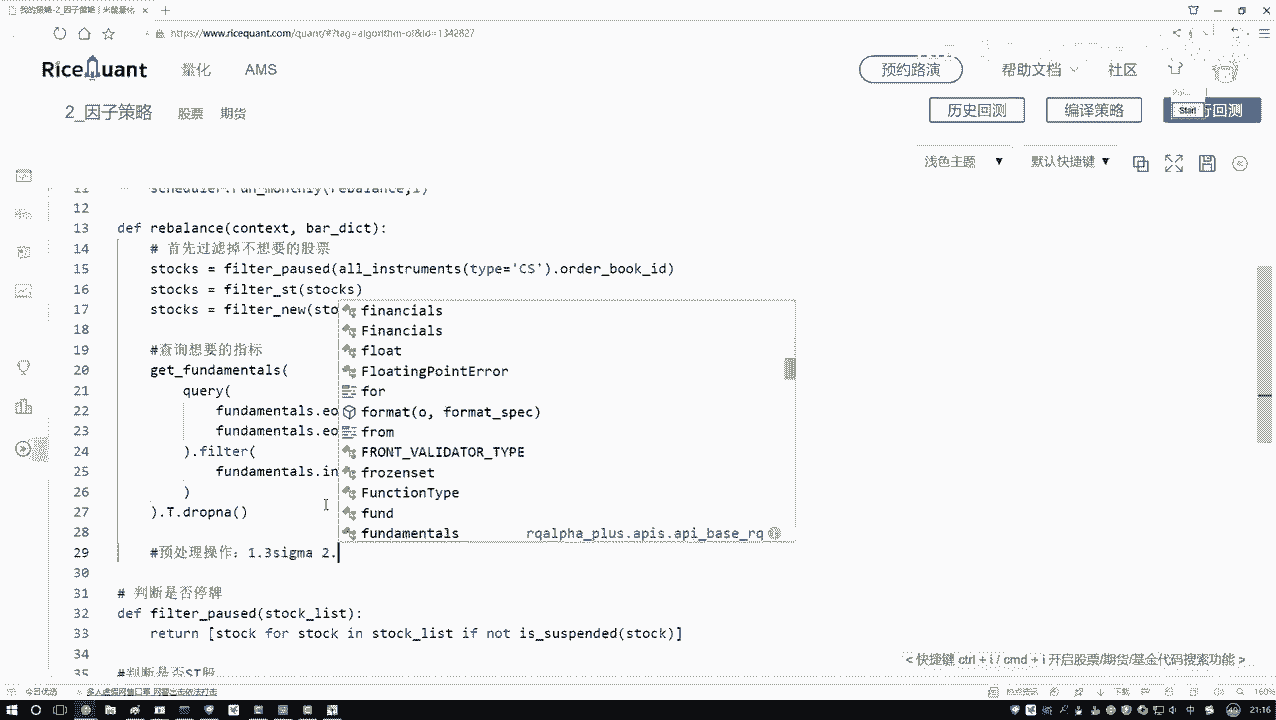 我的策略-2_因子策略 | 米筐量化
https://www.ricequant.com/quant/#?tag=algorithm-of&id=1342827
RiceQuant 量化 AMS 预约路演 帮助文档 社区
2_因子策略 股票 期货 历史回测 编译策略 Start 行回测
浅色主题 默认快捷键
11 scheduler.run_monthly(rebalance,1)
12
13 def rebalance(context, bar_dict):
14 # 首先过滤掉不想要的股票
15 stocks = filter_paused(all_instruments(type='CS').order_book_id)
16 stocks = filter_st(stocks)
17 stocks = filter_new(sto
18
19 #查询想要的指标
20 get_fundamentals(
21 query(
22 fundamentals.eo
23 fundamentals.eo
24 ).filter(
25 fundamentals.in
26 )
27 ).T.dropna()
28
29 #预处理操作：1.3sigma 2.
30
31 # 判断是否停牌
32 def filter_paused(stock_list):
33 return [stock for stock in stock_list if not is_suspended(stock)]
34
35 #判断是否ST股
financials
Financials
float
FloatingPointError
for
format(o, format_spec)
from
FRONT_VALIDATOR_TYPE
frozenset
FunctionType
fund
fundamentals rqalpha_plus.apis.api_base_rq
< 快捷键 ctrl + i / cmd + i 开启股票/期货/基金代码搜索功能 >
今日优选
160%
中
21:16